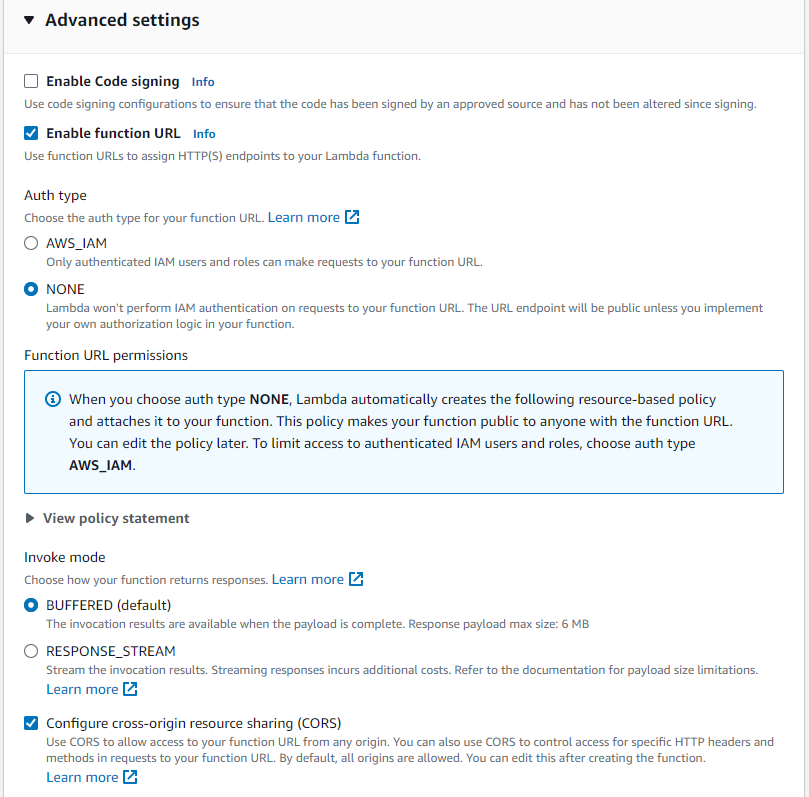 Advanced settings
Enable Code signing Info
Use code signing configurations to ensure that the code has been signed by an approved source and has not been altered since signing.
Enable function URL Info
Use function URLs to assign HTTP(S) endpoints to your Lambda function.
Auth type
Choose the auth type for your function URL. Learn more
AWS_IAM
Only authenticated IAM users and roles can make requests to your function URL.
NONE
Lambda won't perform IAM authentication on requests to your function URL. The URL endpoint will be public unless you implement
your own authorization logic in your function.
Function URL permissions
When you choose auth type NONE, Lambda automatically creates the following resource-based policy
and attaches it to your function. This policy makes your function public to anyone with the function URL.
You can edit the policy later. To limit access to authenticated IAM users and roles, choose auth type
AWS_IAM.
View policy statement
Invoke mode
Choose how your function returns responses. Learn more
BUFFERED (default)
The invocation results are available when the payload is complete. Response payload max size: 6 MB
RESPONSE_STREAM
Stream the invocation results. Streaming responses incurs additional costs. Refer to the documentation for payload size limitations.
Learn more
Configure cross-origin resource sharing (CORS)
Use CORS to allow access to your function URL from any origin. You can also use CORS to control access for specific HTTP headers and
methods in requests to your function URL. By default, all origins are allowed. You can edit this after creating the function.
Learn more